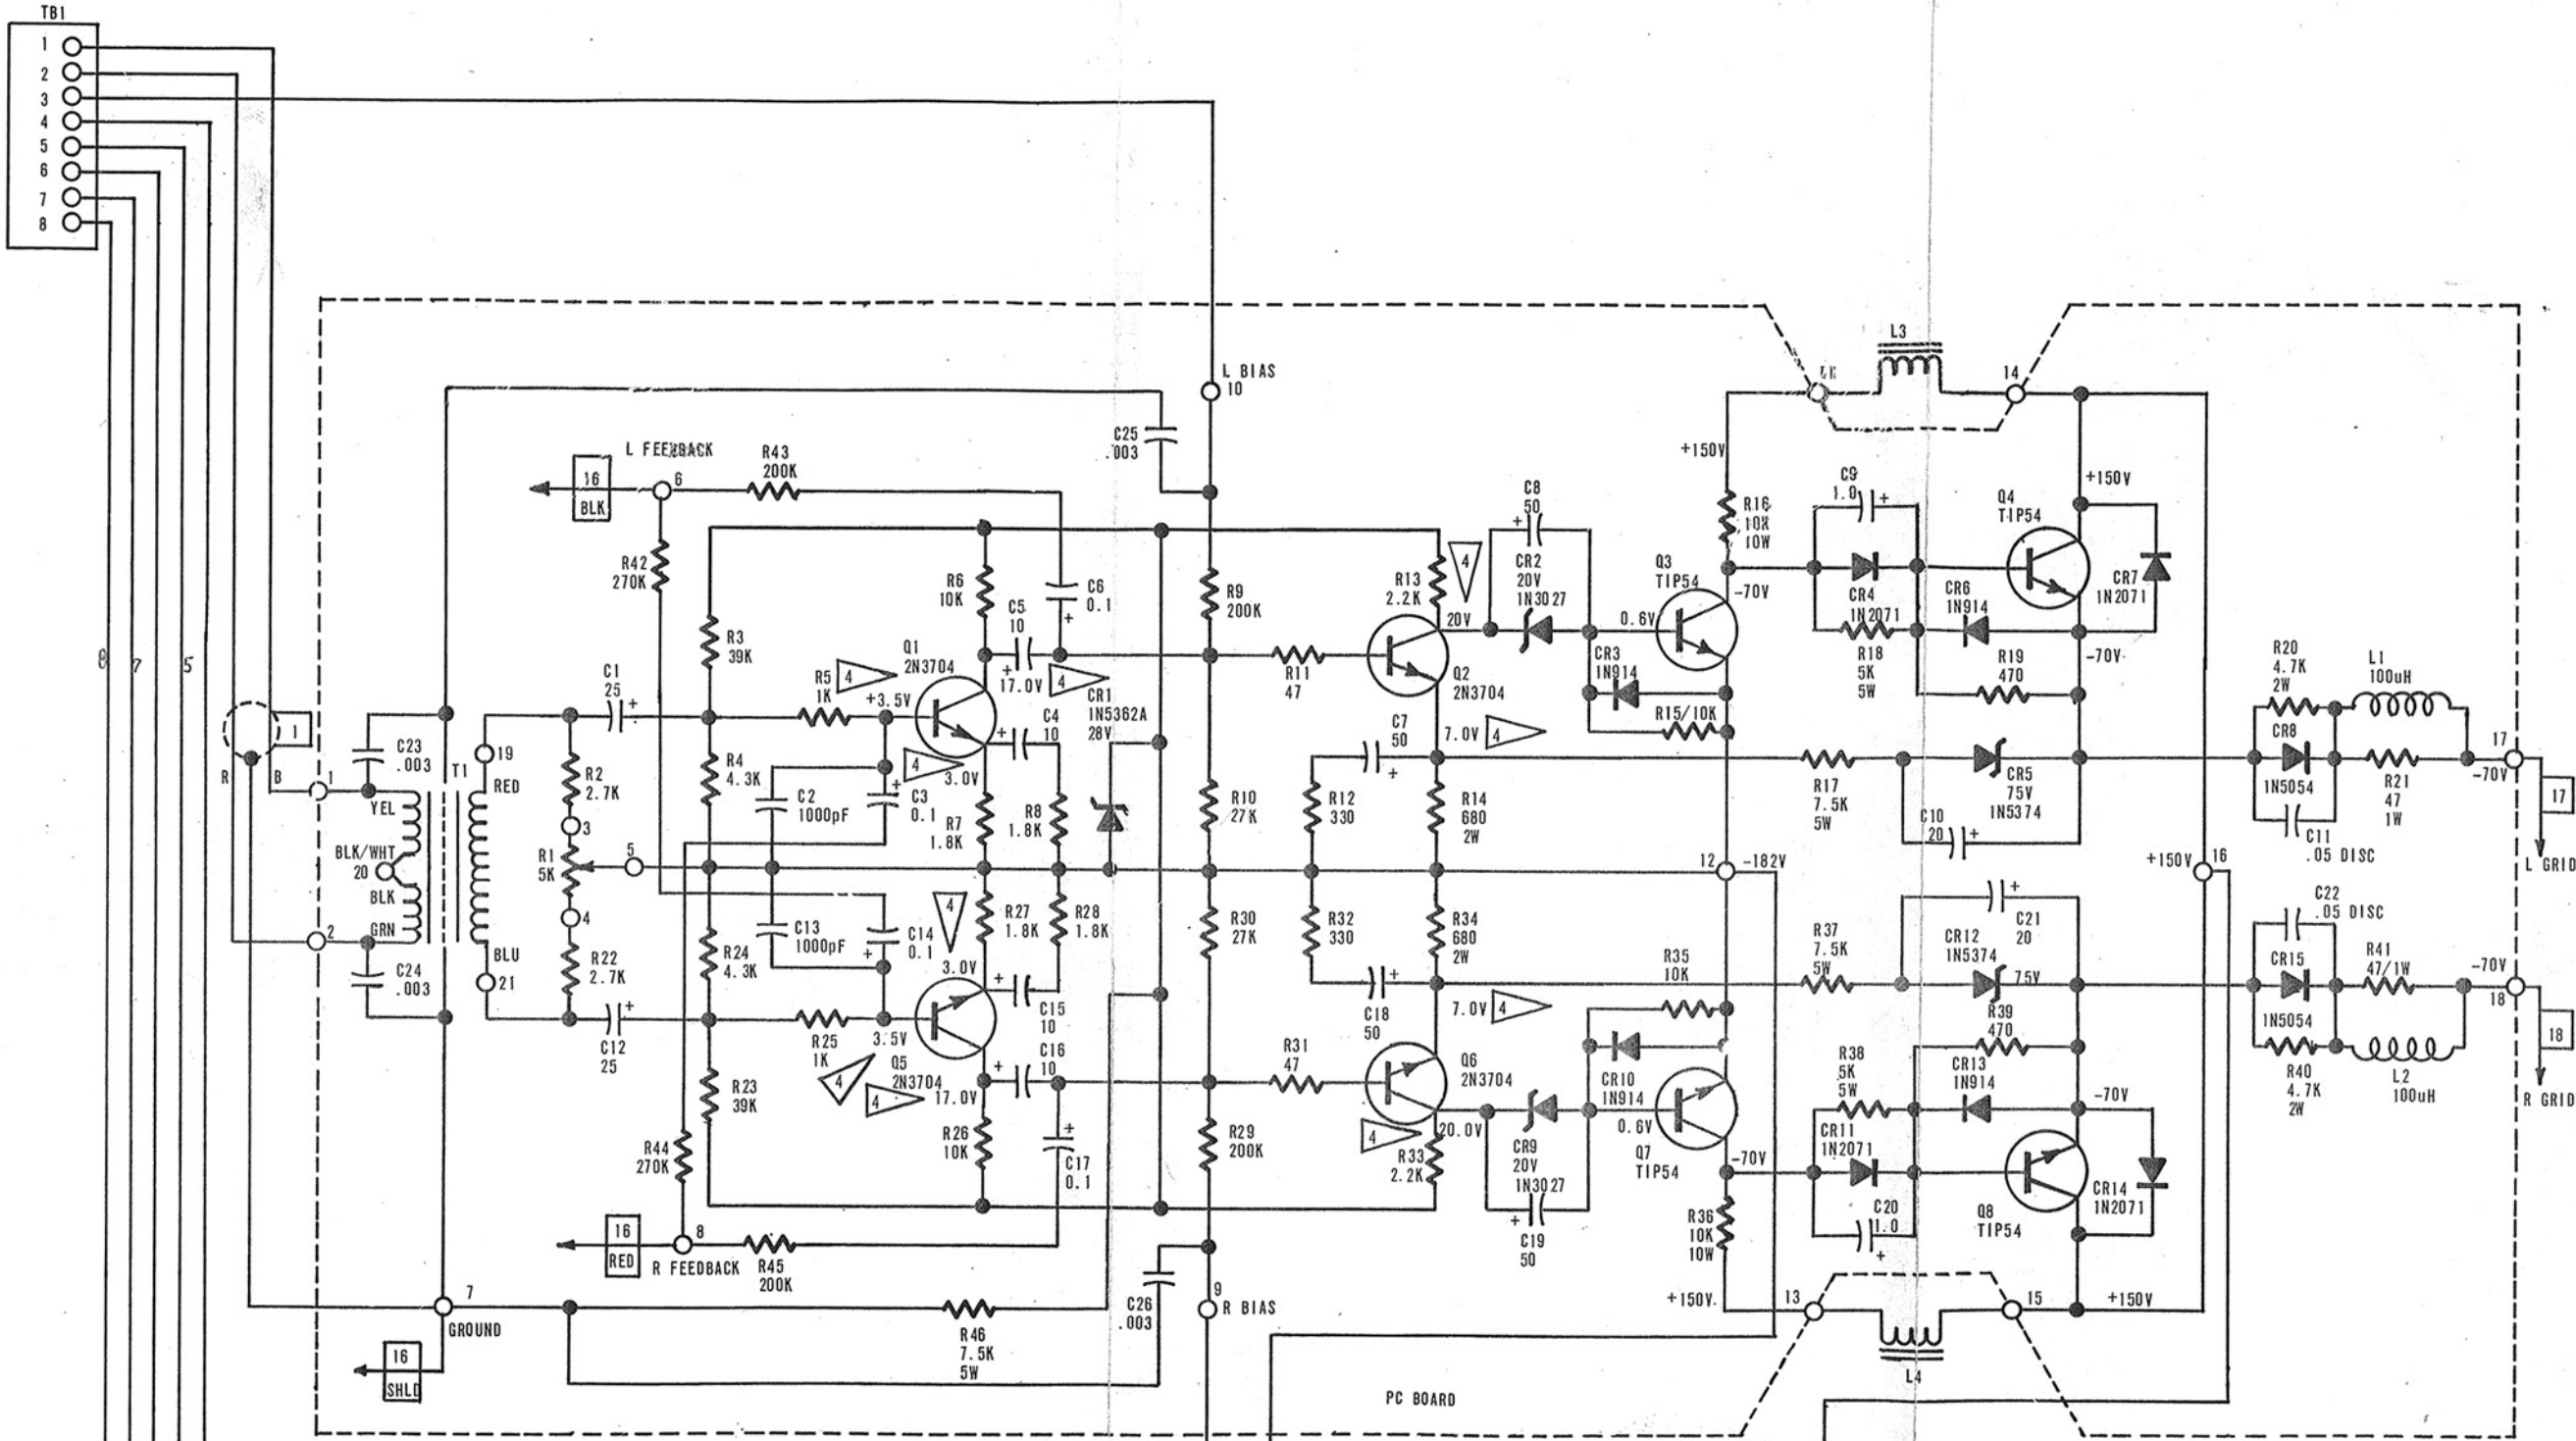 TB1
1
2
3
4
5
6
7
8
8
7
5
L3
14
L BIAS
10
C25
.003
L FEEDBACK
16
BLK
6
R43
200K
R42
270K
+150V
+150V
C9
1.0
+
Q4
TIP54
R16
10K
10W
C8
50
+
CR2
20V
1N3027
Q3
TIP54
-70V
CR4
1N2071
CR6
1N914
CR7
1N2071
R6
10K
C5
10
+
C6
0.1
+
R9
200K
R13
2.2K
4
20V
0.6V
R3
39K
Q1
2N3704
4
17.0V
4
CR1
1N5362A
28V
R11
47
Q2
2N3704
CR3
1N914
R15/10K
R18
5K
5W
R19
470
-70V
R20
4.7K
2W
L1
100uH
C1
25
+
R5
1K
+3.5V
C4
10
+
4
3.0V
C7
50
+
7.0V
4
CR8
1N5054
17
-70V
17
1
R
B
1
C23
.003
T1
19
RED
YEL
R2
2.7K
R4
4.3K
C2
1000pF
C3
0.1
+
R7
1.8K
R8
1.8K
R10
27K
R12
330
R14
680
2W
R17
7.5K
5W
CR5
75V
1N5374
C10
20
+
R21
47
1W
C11
.05 DISC
L GRID
BLK/WHT
20
BLK
GRN
3
R1
5K
5
4
12
-182V
+150V
16
2
BLU
21
C24
.003
R22
2.7K
R24
4.3K
C13
1000pF
C14
0.1
+
4
R27
1.8K
R28
1.8K
R30
27K
R32
330
R34
680
2W
C21
20
+
C22
.05 DISC
R37
7.5K
5W
CR12
1N5374
75V
CR15
1N5054
R41
47/1W
-70V
18
18
R35
10K
3.0V
+
C15
10
C18
50
+
7.0V
4
R39
470
C12
25
+
R25
1K
3.5V
4
Q5
2N3704
4
17.0V
C16
10
+
R31
47
Q6
2N3704
CR10
1N914
0.6V
R38
5K
5W
CR13
1N914
-70V
R40
4.7K
2W
L2
100uH
R GRID
R23
39K
R26
10K
C17
0.1
+
R29
200K
4
20.0V
R33
2.2K
CR9
20V
1N3027
+
C19
50
Q7
TIP54
-70V
CR11
1N2071
C20
1.0
+
Q8
TIP54
CR14
1N2071
R44
270K
16
RED
8
R FEEDBACK
R45
200K
R36
10K
10W
7
GROUND
R46
7.5K
5W
C26
.003
9
R BIAS
+150V.
13
15
+150V
L4
16
SHLD
PC BOARD